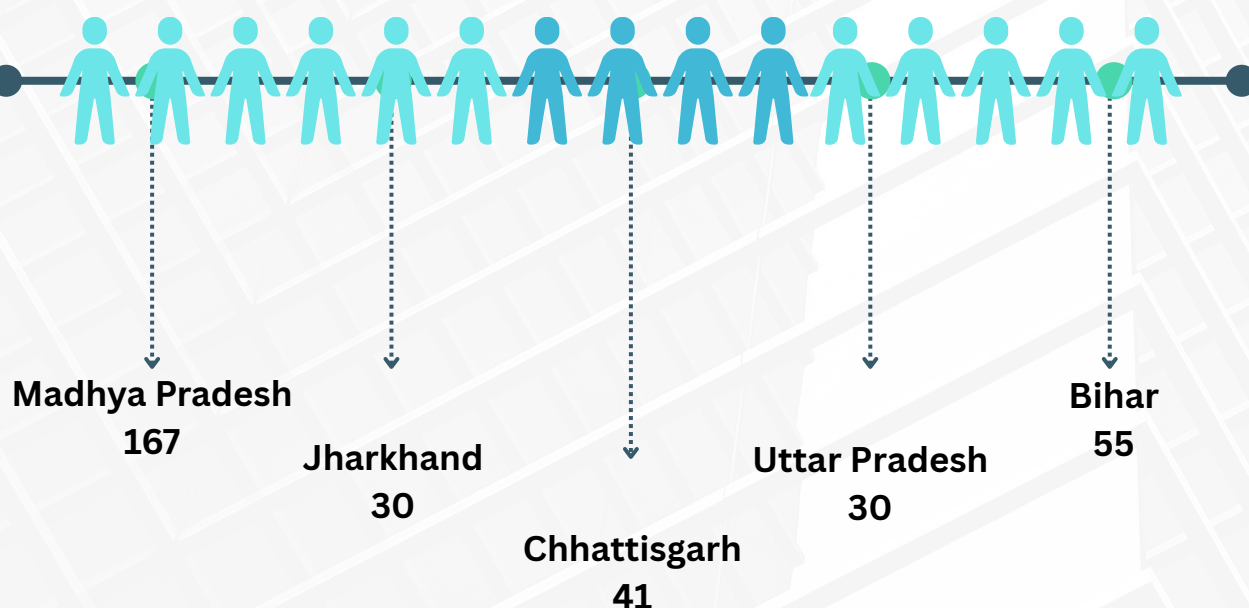 Madhya Pradesh
167
Jharkhand
30
Chhattisgarh
41
Uttar Pradesh
30
Bihar
55